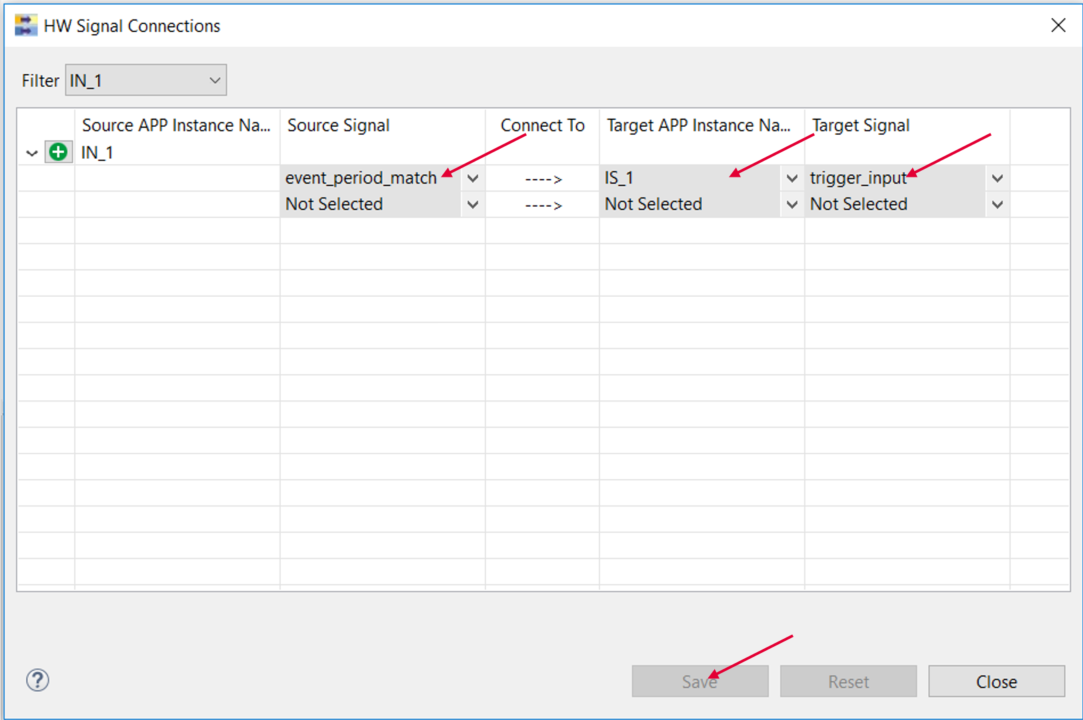 HW Signal Connections
Filter IN_1
Source APP Instance Na... Source Signal Connect To Target APP Instance Na... Target Signal
IN_1
event_period_match ----> IS_1 trigger_input
Not Selected ----> Not Selected Not Selected
? Save Reset Close